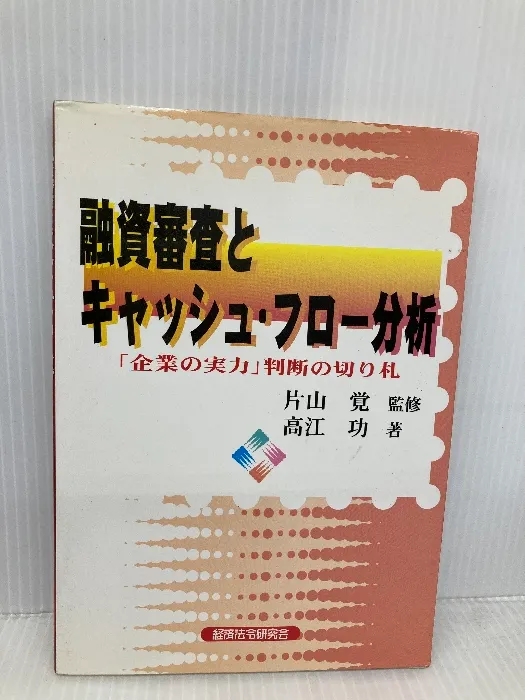 融資審査と
キャッシュ・フロー分析
「企業の実力」判断の切り札
片山 覚 監修
高江 功 著
経済法令研究会